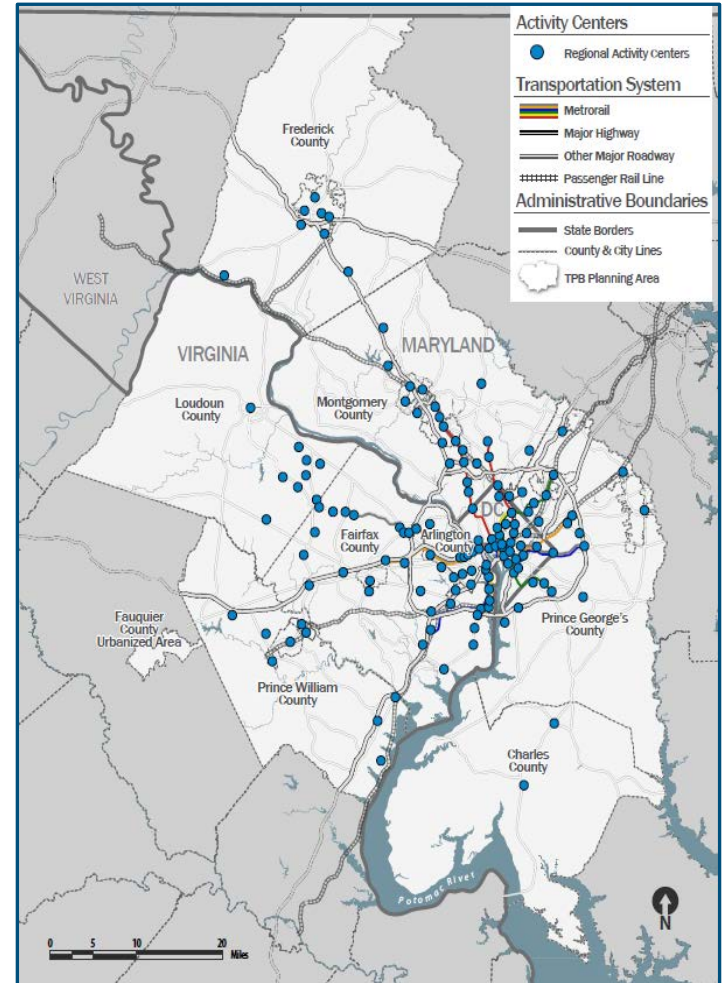 Activity Centers
Regional Activity Centers
Transportation System
Metrorail
Major Highway
Other Major Roadway
Passenger Rail Line
Administrative Boundaries
State Borders
County & City Lines
TPB Planning Area
Frederick
County
WEST
VIRGINIA
VIRGINIA
MARYLAND
Loudoun
County
Montgomery
County
DC
Fairfax
County
Arlington
County
Fauquier
County
Urbanized Area
Prince George's
County
Prince William
County
Charles
County
Potomac River
N
0 5 10 20
Miles